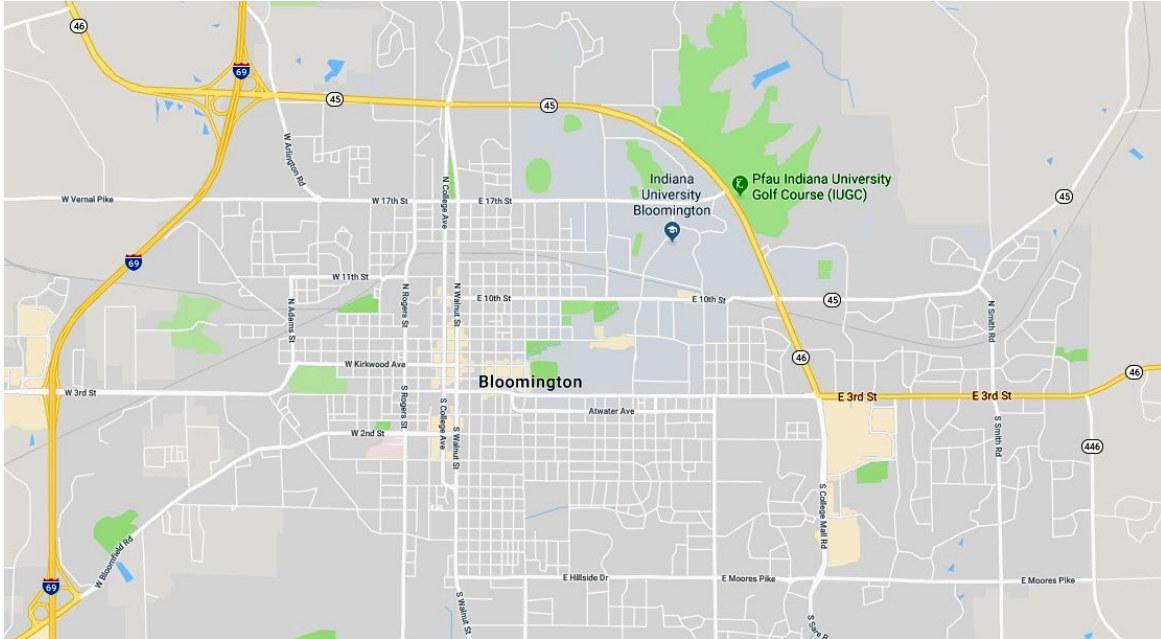 46
69
45
45
W Arlington Rd
N College Ave
Indiana
University
Bloomington
Pfau Indiana University
Golf Course (IUGC)
W Vernal Pike
W 17th St
E 17th St
45
69
W 11th St
N Rogers St
N Walnut St
E 10th St
E 10th St
45
N Adams St
N Smith Rd
46
W Kirkwood Ave
46
Bloomington
W 3rd St
E 3rd St
E 3rd St
S Rogers St
S College Ave
Atwater Ave
W 2nd St
S Walnut St
S Smith Rd
446
S College Mall Rd
W Bloomfield Rd
69
E Hillside Dr
E Moores Pike
E Moores Pike
S Walnut St
S Sare R